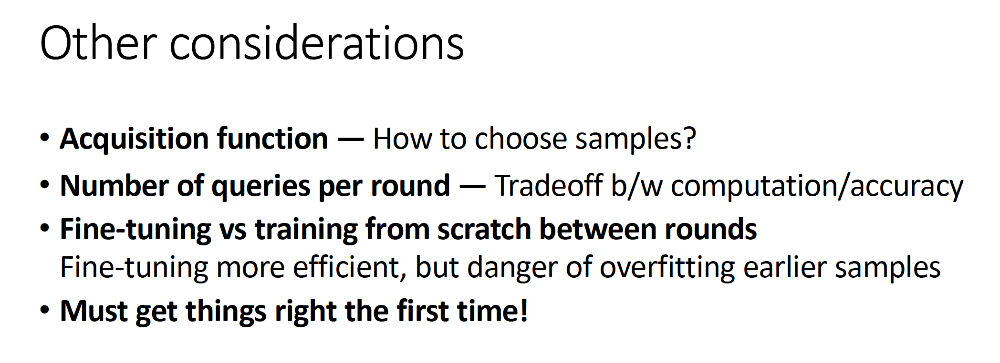 Other considerations
• Acquisition function — How to choose samples?
• Number of queries per round — Tradeoff b/w computation/accuracy
• Fine-tuning vs training from scratch between rounds
Fine-tuning more efficient, but danger of overfitting earlier samples
• Must get things right the first time!